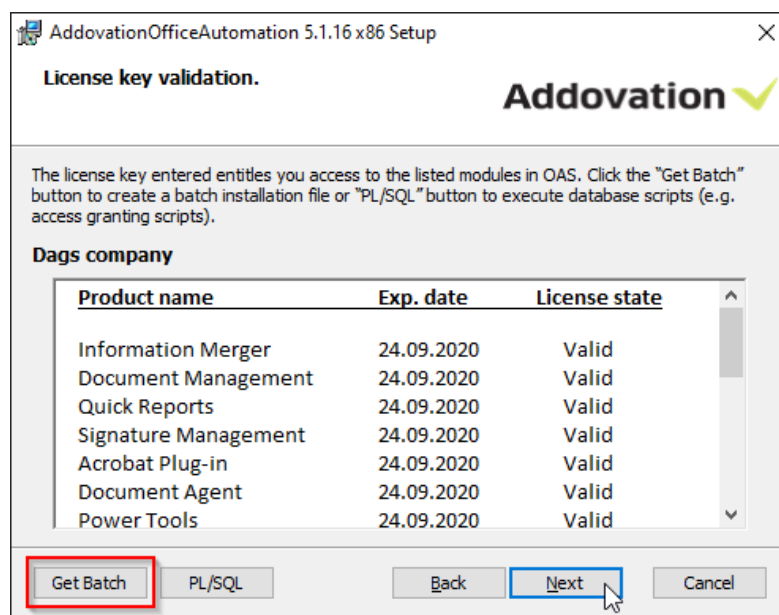 AddovationOfficeAutomation 5.1.16 x86 Setup
License key validation.
Addovation
The license key entered entitles you access to the listed modules in OAS. Click the "Get Batch"
button to create a batch installation file or "PL/SQL" button to execute database scripts (e.g.
access granting scripts).
Dags company
Product name Exp. date License state
Information Merger 24.09.2020 Valid
Document Management 24.09.2020 Valid
Quick Reports 24.09.2020 Valid
Signature Management 24.09.2020 Valid
Acrobat Plug-in 24.09.2020 Valid
Document Agent 24.09.2020 Valid
Power Tools 24.09.2020 Valid
Get Batch PL/SQL Back Next Cancel